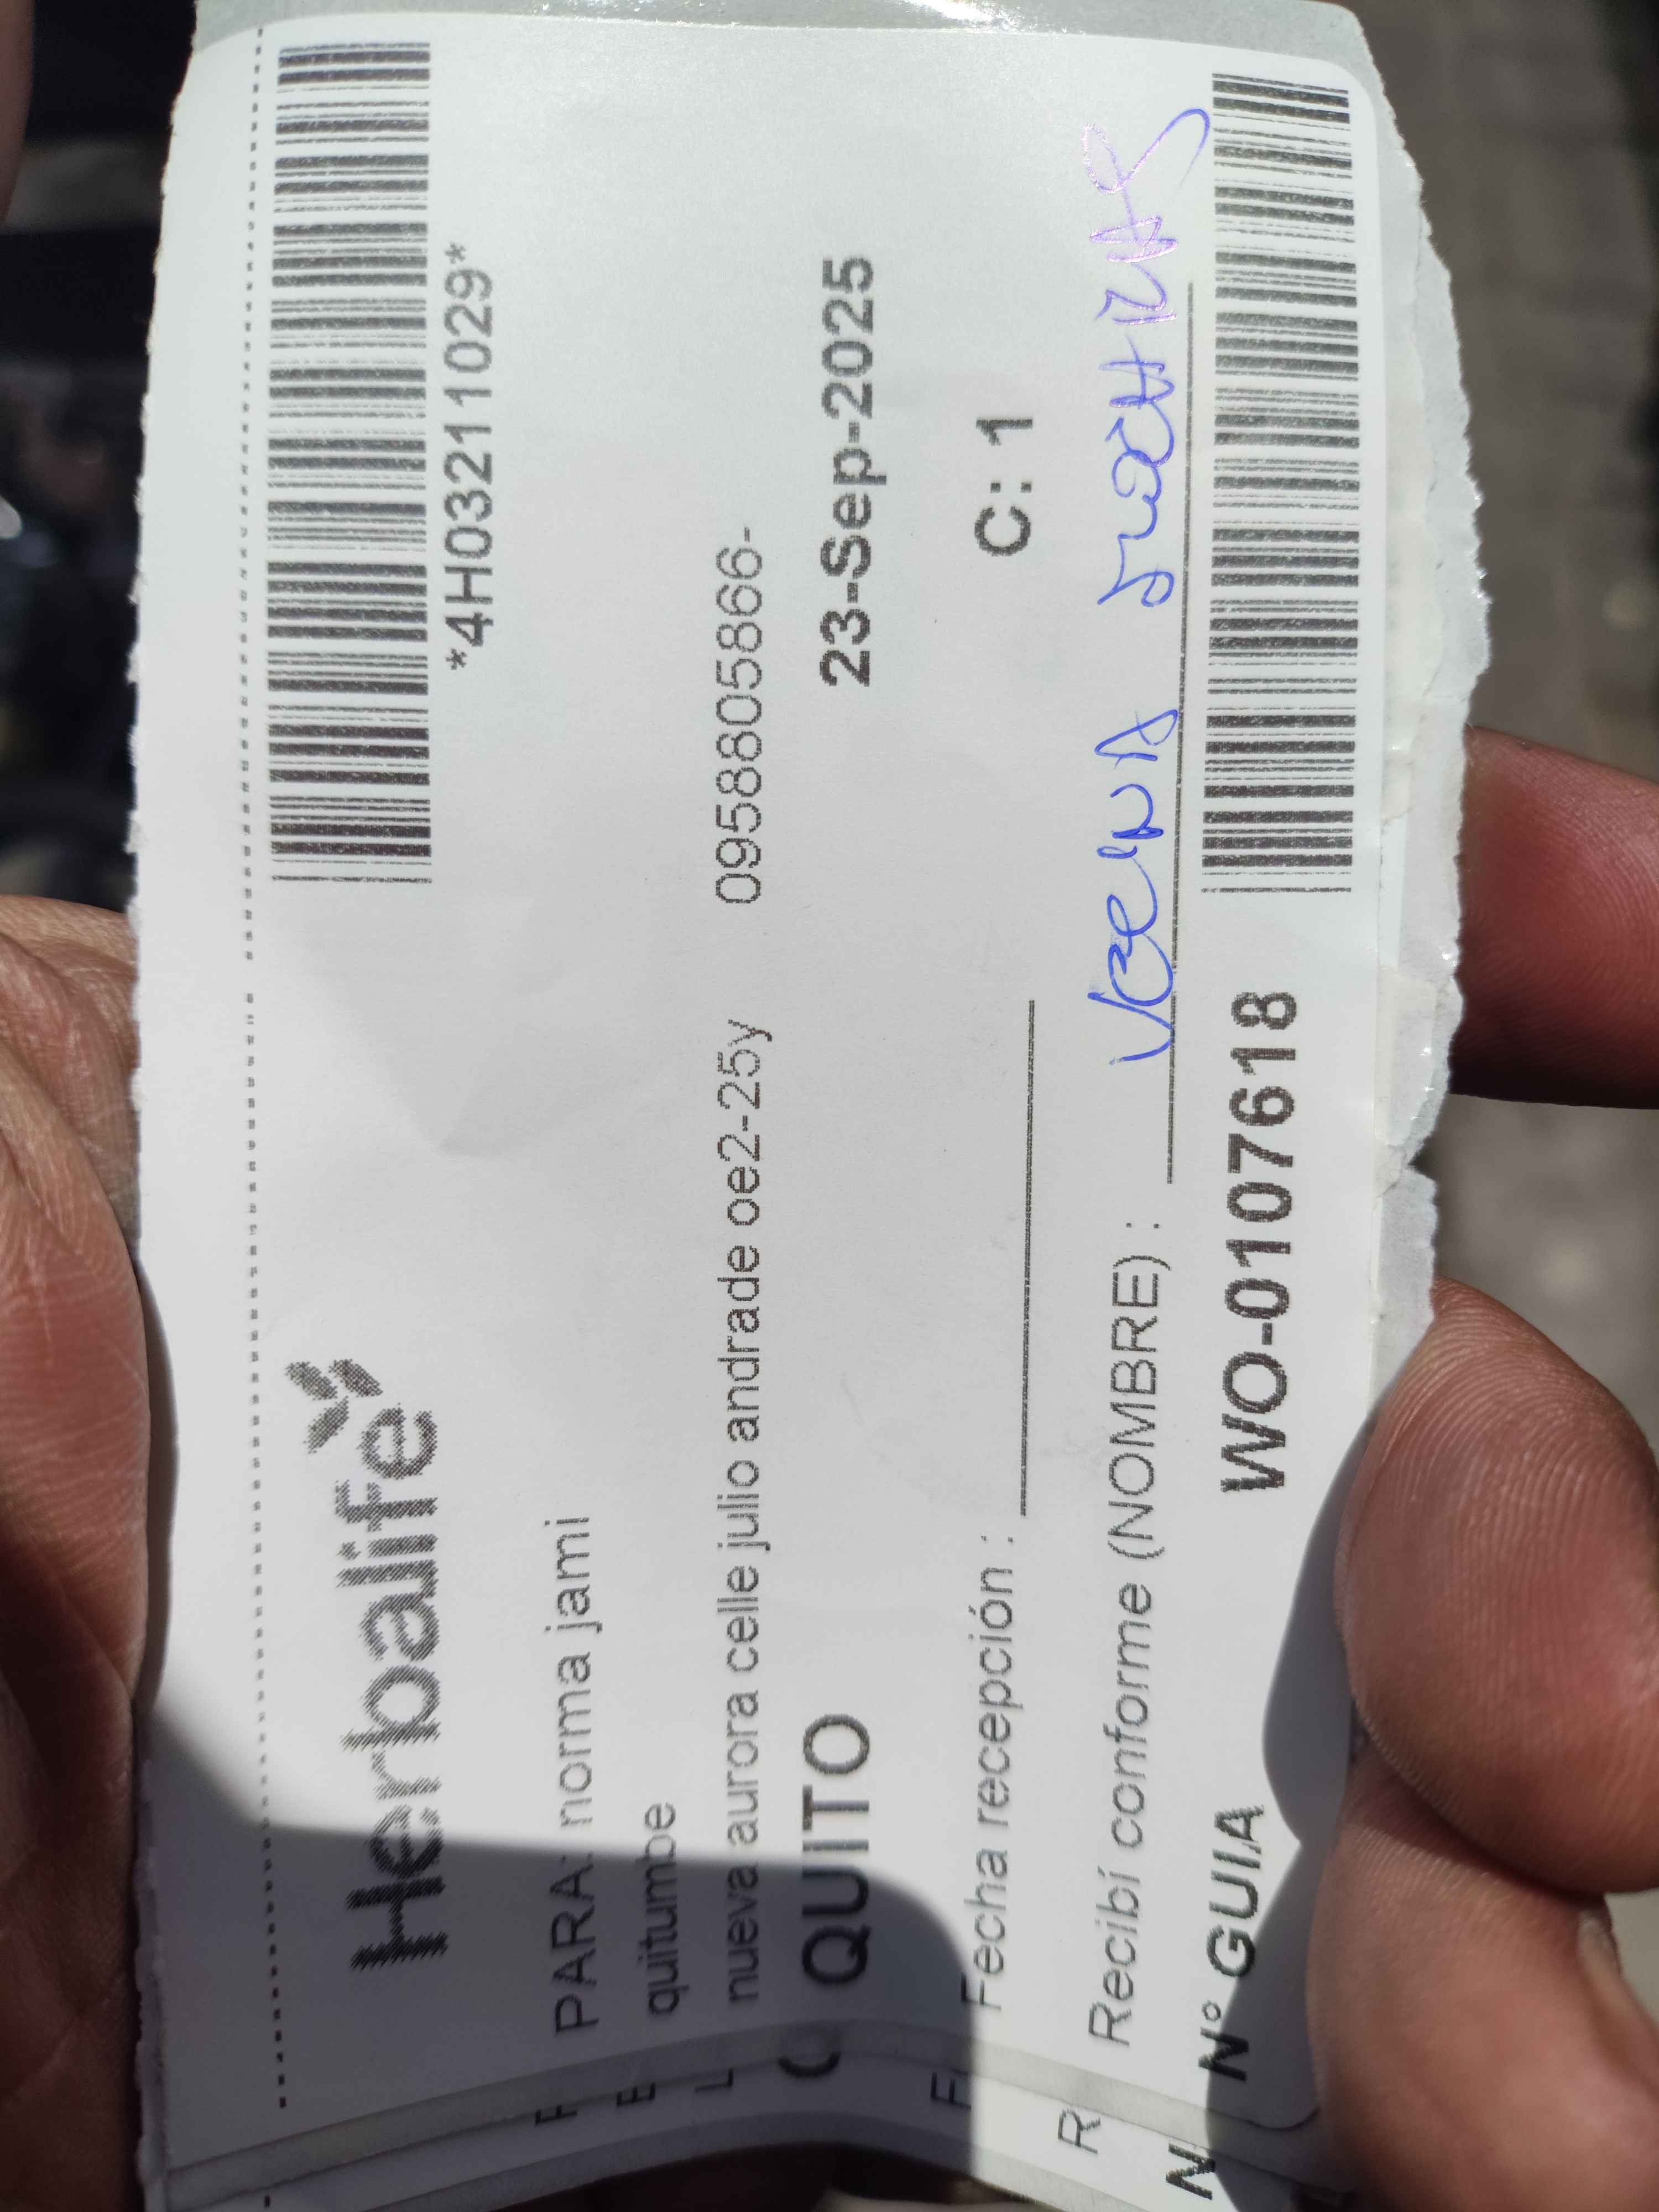 Herbalife
*4H03211029*
PARA: norma jami
quitumbe
nueva aurora celle julio andrade oe2-25y 0958805866-
QUITO 23-Sep-2025
Fecha recepción : C: 1
Recibí conforme (NOMBRE) :
N° GUIA WO-0107618